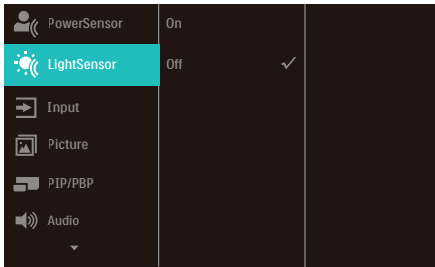 PowerSensor
On
LightSensor
Off
Input
Picture
PIP/PBP
Audio